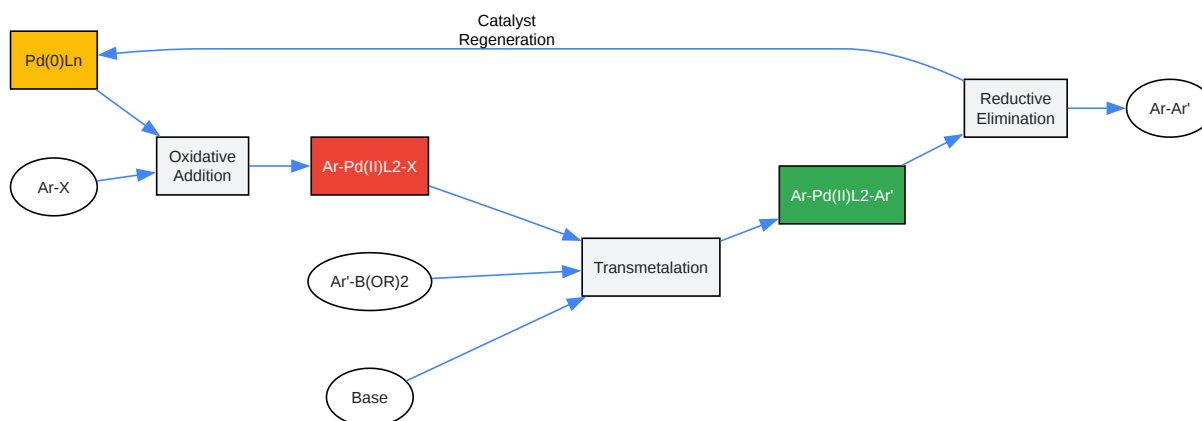 Catalyst
Regeneration
Pd(0)Ln
Reductive
Elimination
Ar-Ar'
Oxidative
Addition
Ar-Pd(II)L2-X
Ar-X
Ar-Pd(II)L2-Ar'
Transmetalation
Ar'-B(OR)2
Base